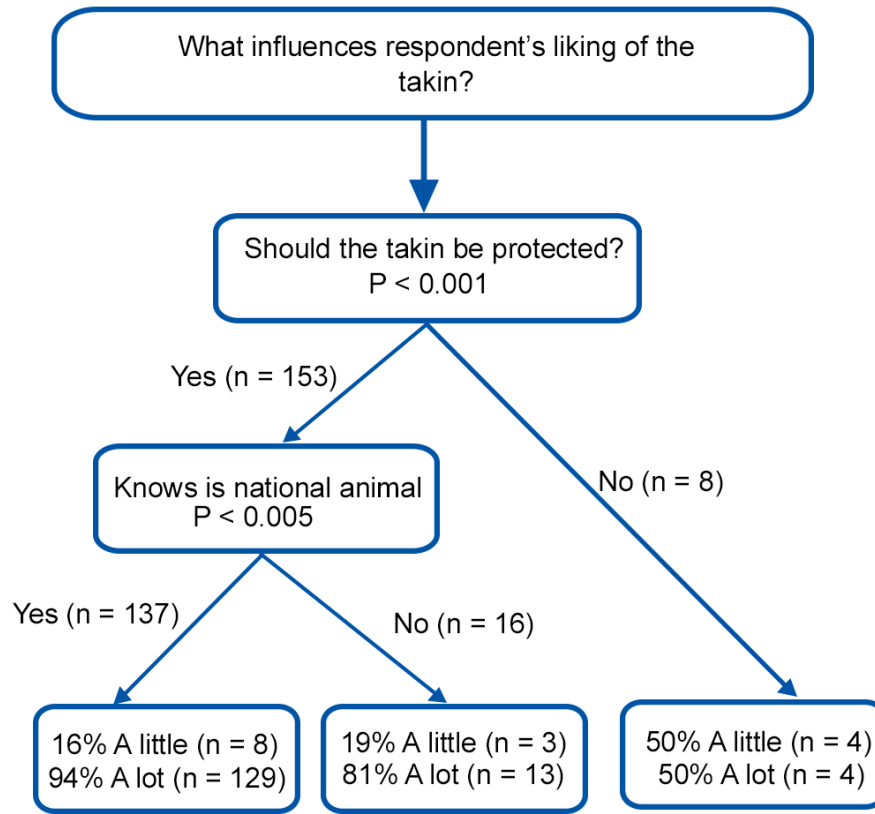 What influences respondent's liking of the
takin?
Should the takin be protected?
P < 0.001
Yes (n = 153)
No (n = 8)
Knows is national animal
P < 0.005
Yes (n = 137)
No (n = 16)
16% A little (n = 8)
94% A lot (n = 129)
19% A little (n = 3)
81% A lot (n = 13)
50% A little (n = 4)
50% A lot (n = 4)